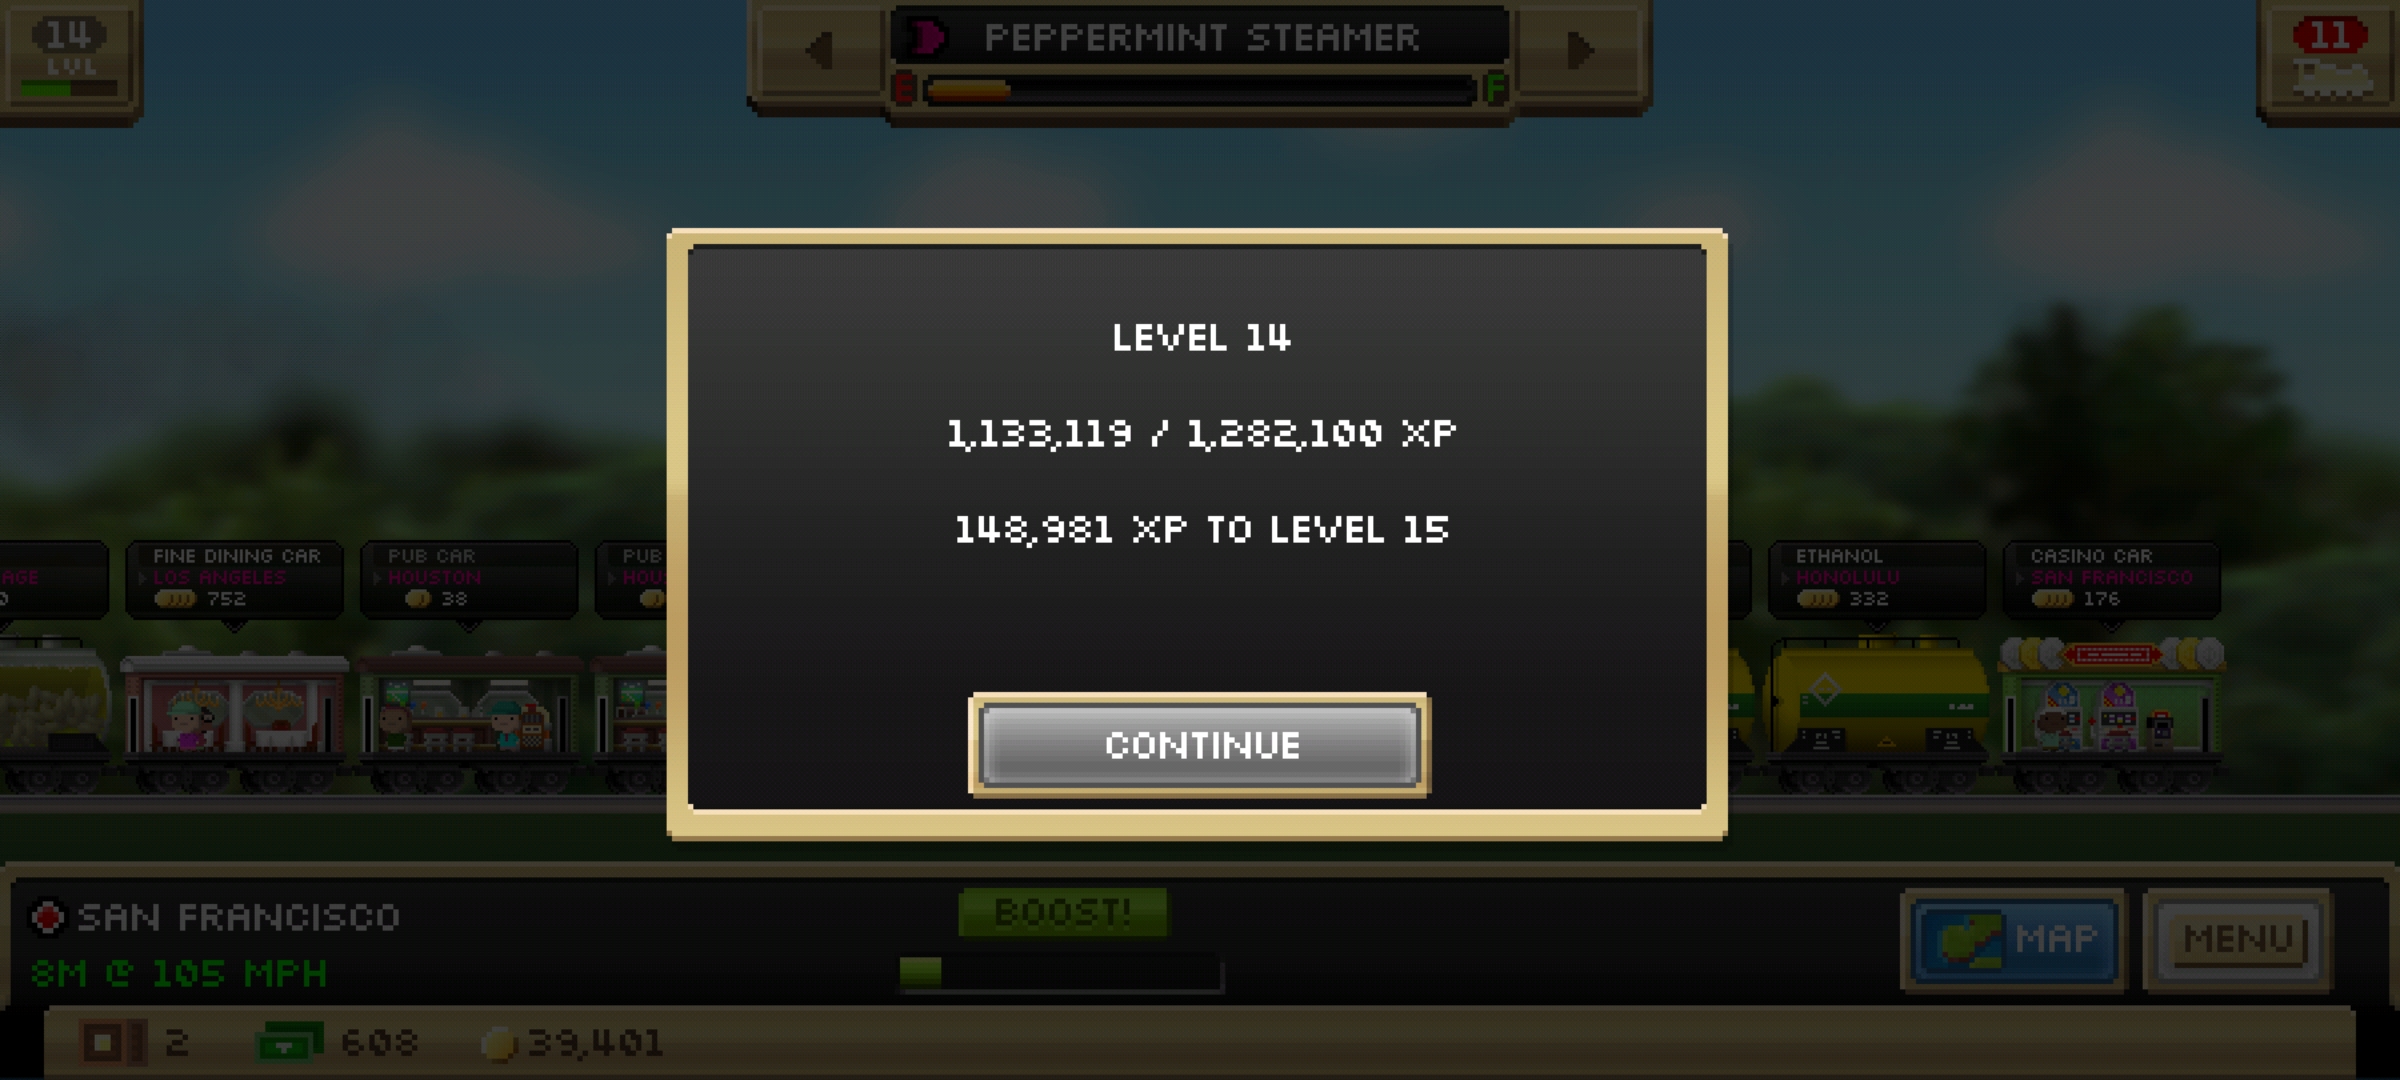 14
LVL
PEPPERMINT STEAMER
E
F
11
LEVEL 14
1,133,119 / 1,282,100 XP
148,981 XP TO LEVEL 15
CONTINUE
AGE
FINE DINING CAR
LOS ANGELES
752
PUB CAR
HOUSTON
38
PUB
HOU
ETHANOL
HONOLULU
332
CASINO CAR
SAN FRANCISCO
176
SAN FRANCISCO
8M @ 105 MPH
BOOST!
MAP
MENU
2
608
39,401